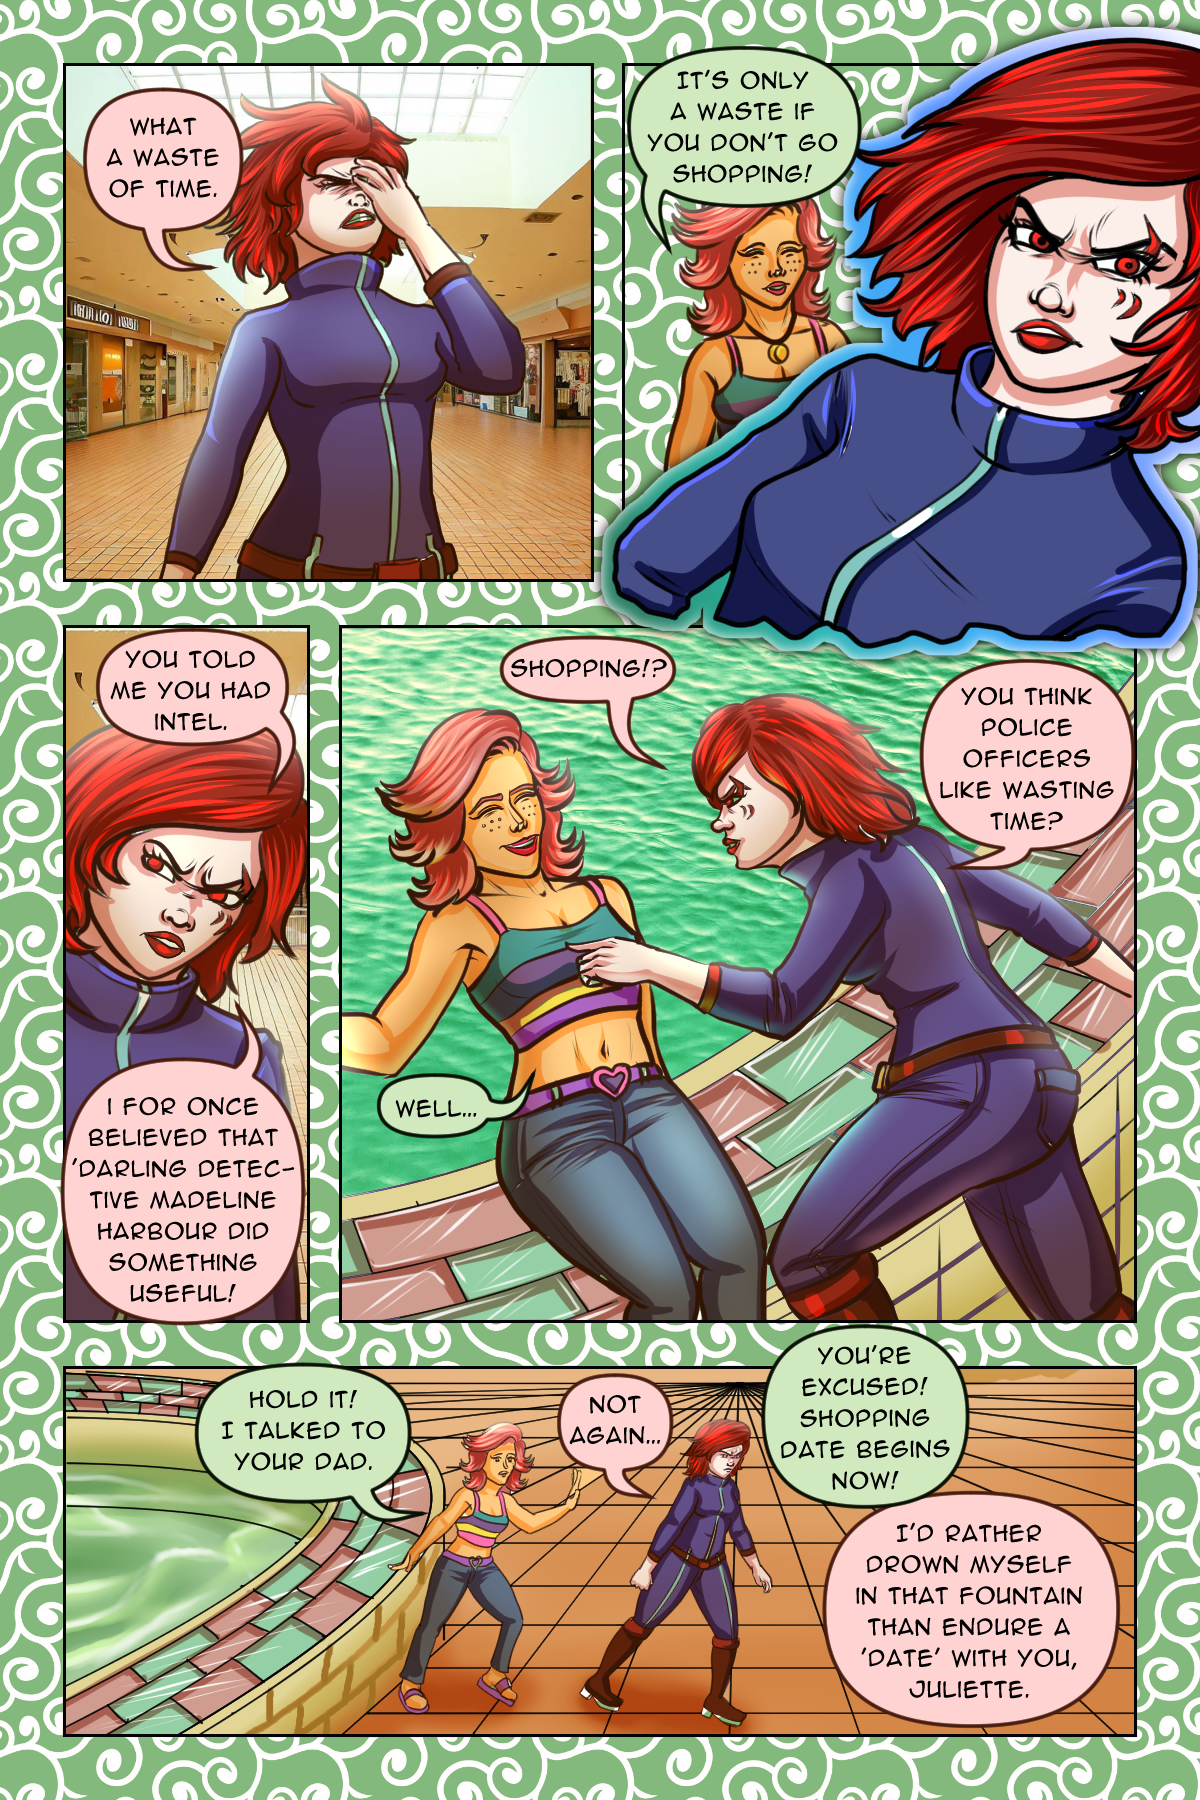 WHAT
A WASTE
OF TIME.
IT'S ONLY
A WASTE IF
YOU DON'T GO
SHOPPING!
YOU TOLD
ME YOU HAD
INTEL.
I FOR ONCE
BELIEVED THAT
'DARLING DETEC-
TIVE MADELINE
HARBOUR DID
SOMETHING
USEFUL!
SHOPPING!?
YOU THINK
POLICE
OFFICERS
LIKE WASTING
TIME?
WELL...
HOLD IT!
I TALKED TO
YOUR DAD.
NOT
AGAIN...
YOU'RE
EXCUSED!
SHOPPING
DATE BEGINS
NOW!
I'D RATHER
DROWN MYSELF
IN THAT FOUNTAIN
THAN ENDURE A
'DATE' WITH YOU,
JULIETTE.